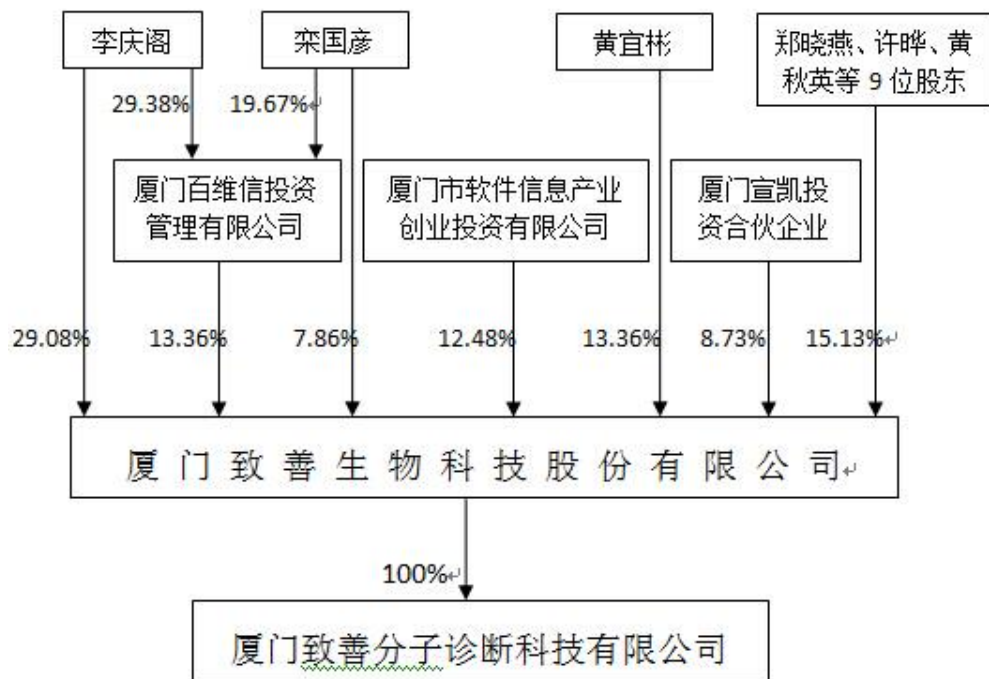 李庆阁
栾国彦
黄宜彬
郑晓燕、许晔、黄
秋英等 9 位股东
29.38%
19.67%
厦门百维信投资
管理有限公司
厦门市软件信息产业
创业投资有限公司
厦门宣凯投
资合伙企业
29.08%
13.36%
7.86%
12.48%
13.36%
8.73%
15.13%
厦门致善生物科技股份有限公司
100%
厦门致善分子诊断科技有限公司